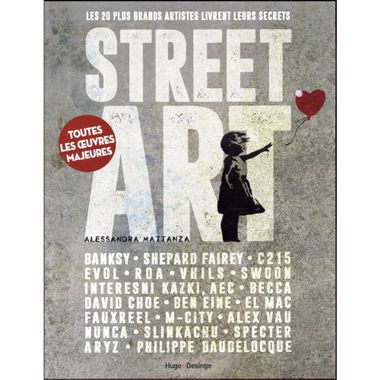 LES 20 PLUS GRANDS ARTISTES LIVRENT LEURS SECRETS
STREET
ART
TOUTES
LES ŒUVRES
MAJEURES
ALESSANDRA MATTANZA
BANKSY • SHEPARD FAIREY • C215
EVOL • ROA • VHILS • SWOON
INTERESNI KAZKI, AEC • BECCA
DAVID CHOE • BEN EINE • EL MAC
FAUXREEL • M-CITY • ALEX VAU
NUNCA • SLINKACHU • SPECTER
ARYZ • PHILIPPE BAUDELOCQUE
Hugo • Desinge